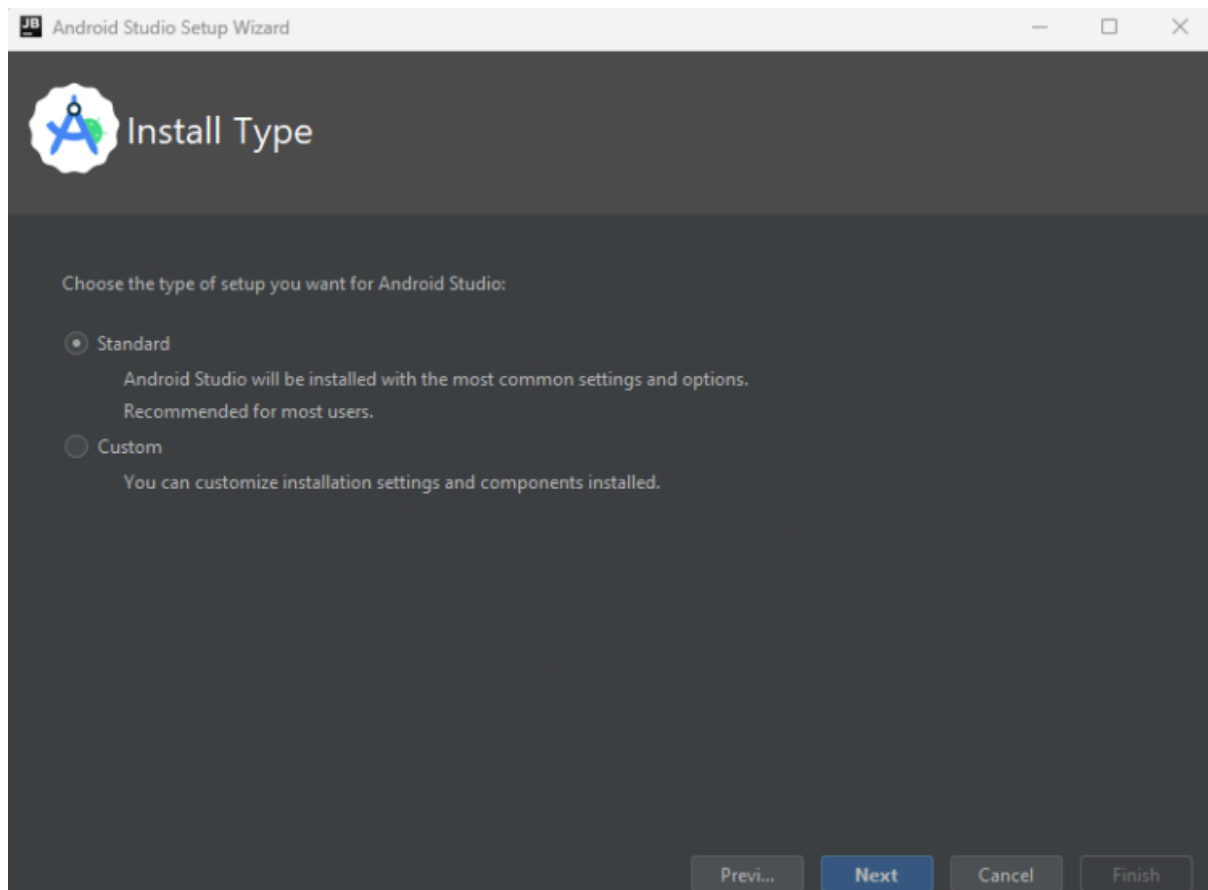 JB
Android Studio Setup Wizard
Install Type
Choose the type of setup you want for Android Studio:
Standard
Android Studio will be installed with the most common settings and options.
Recommended for most users.
Custom
You can customize installation settings and components installed.
Previ... Next Cancel Finish